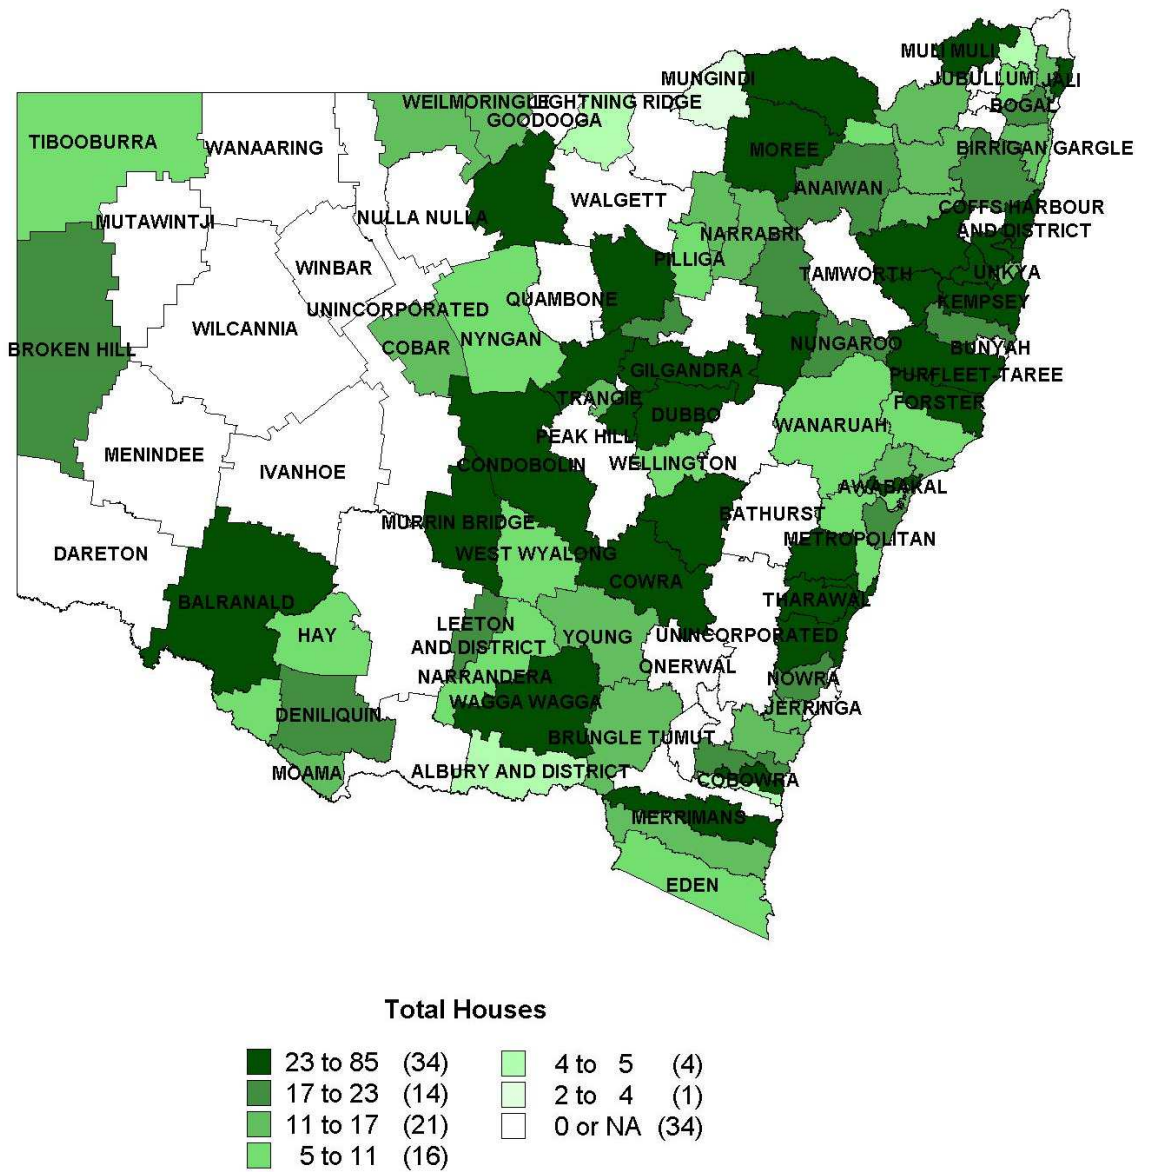 MULI MULI
MUNGINDI
JUBULLUM
JALI
WEILMORINGLE
LIGHTNING RIDGE
BOGAL
GOODOOGA
TIBOOBURRA
WANAARING
MOREE
BIRRIGAN GARGLE
ANAIWAN
WALGETT
COFFS HARBOUR
AND DISTRICT
MUTAWINTJI
NULLA NULLA
NARRABRI
PILLIGA
WINBAR
TAMWORTH
UNKYA
QUAMBONE
KEMPSEY
UNINCORPORATED
WILCANNIA
NYNGAN
NUNGAROO
BROKEN HILL
COBAR
BUNYAH
GILGANDRA
PURFLEET-TAREE
TRANGIE
FORSTER
DUBBO
WANARUAH
PEAK HILL
MENINDEE
CONDOBOLIN
WELLINGTON
IVANHOE
AWABAKAL
BATHURST
MURRIN BRIDGE
METROPOLITAN
DARETON
WEST WYALONG
COWRA
BALRANALD
THARAWAL
LEETON
AND DISTRICT
HAY
YOUNG
UNINCORPORATED
ONERWAL
NARRANDERA
NOWRA
WAGGA WAGGA
JERRINGA
DENILIQUIN
BRUNGLE TUMUT
MOAMA
ALBURY AND DISTRICT
COBOWRA
MERRIMANS
EDEN
Total Houses
23 to 85 (34)
17 to 23 (14)
11 to 17 (21)
5 to 11 (16)
4 to 5 (4)
2 to 4 (1)
0 or NA (34)